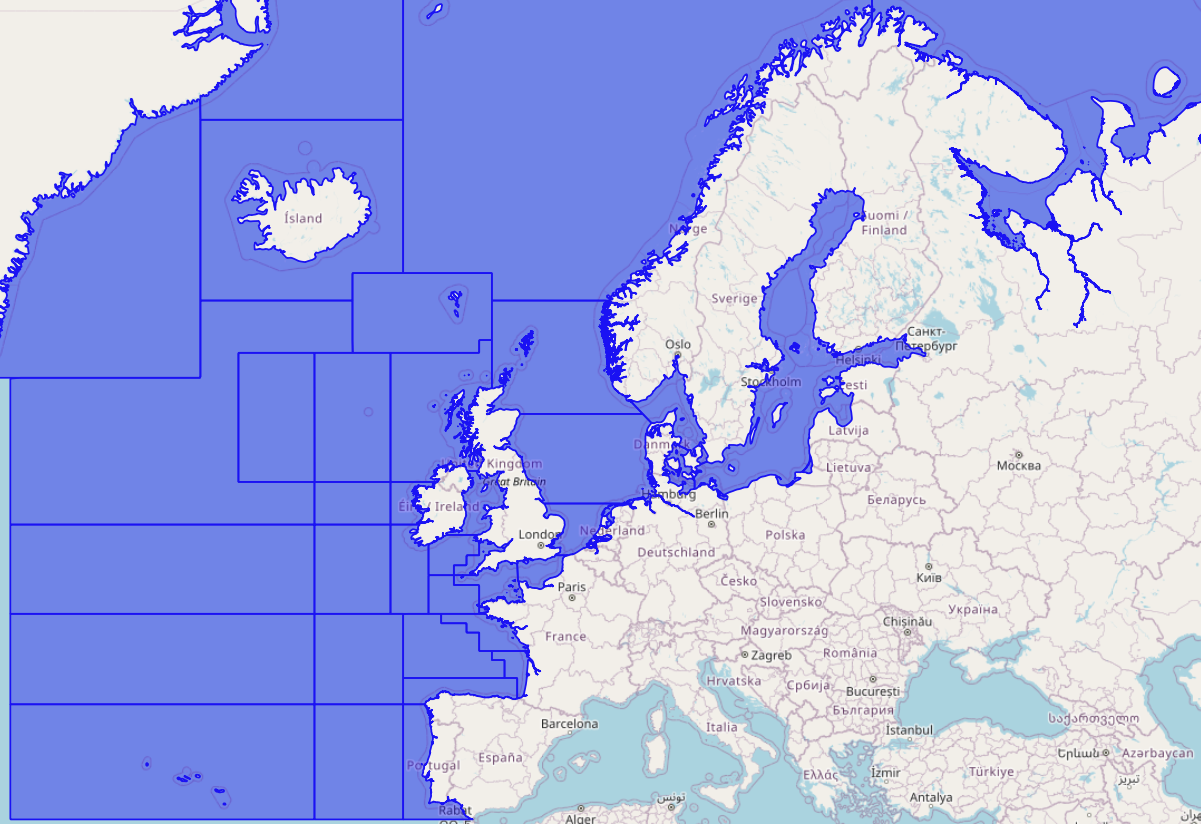 Ísland
Norge
Suomi /
Finland
Sverige
Санкт-
Петербург
Oslo
Helsinki
Stockholm
Eesti
Latvija
Danmark
Москва
United Kingdom
Great Britain
Lietuva
Hamburg
Беларусь
Éire / Ireland
Berlin
London
Nederland
Polska
Deutschland
Київ
Paris
Česko
Slovensko
Україна
Chișinău
France
Magyarország
Zagreb
România
Hrvatska
Србија
București
България
Barcelona
Italia
İstanbul
საქართველო
España
Portugal
Երևան
Azərbaycan
Ελλάς
İzmir
Türkiye
تبریز
Antalya
تونس
Rabat
Alger